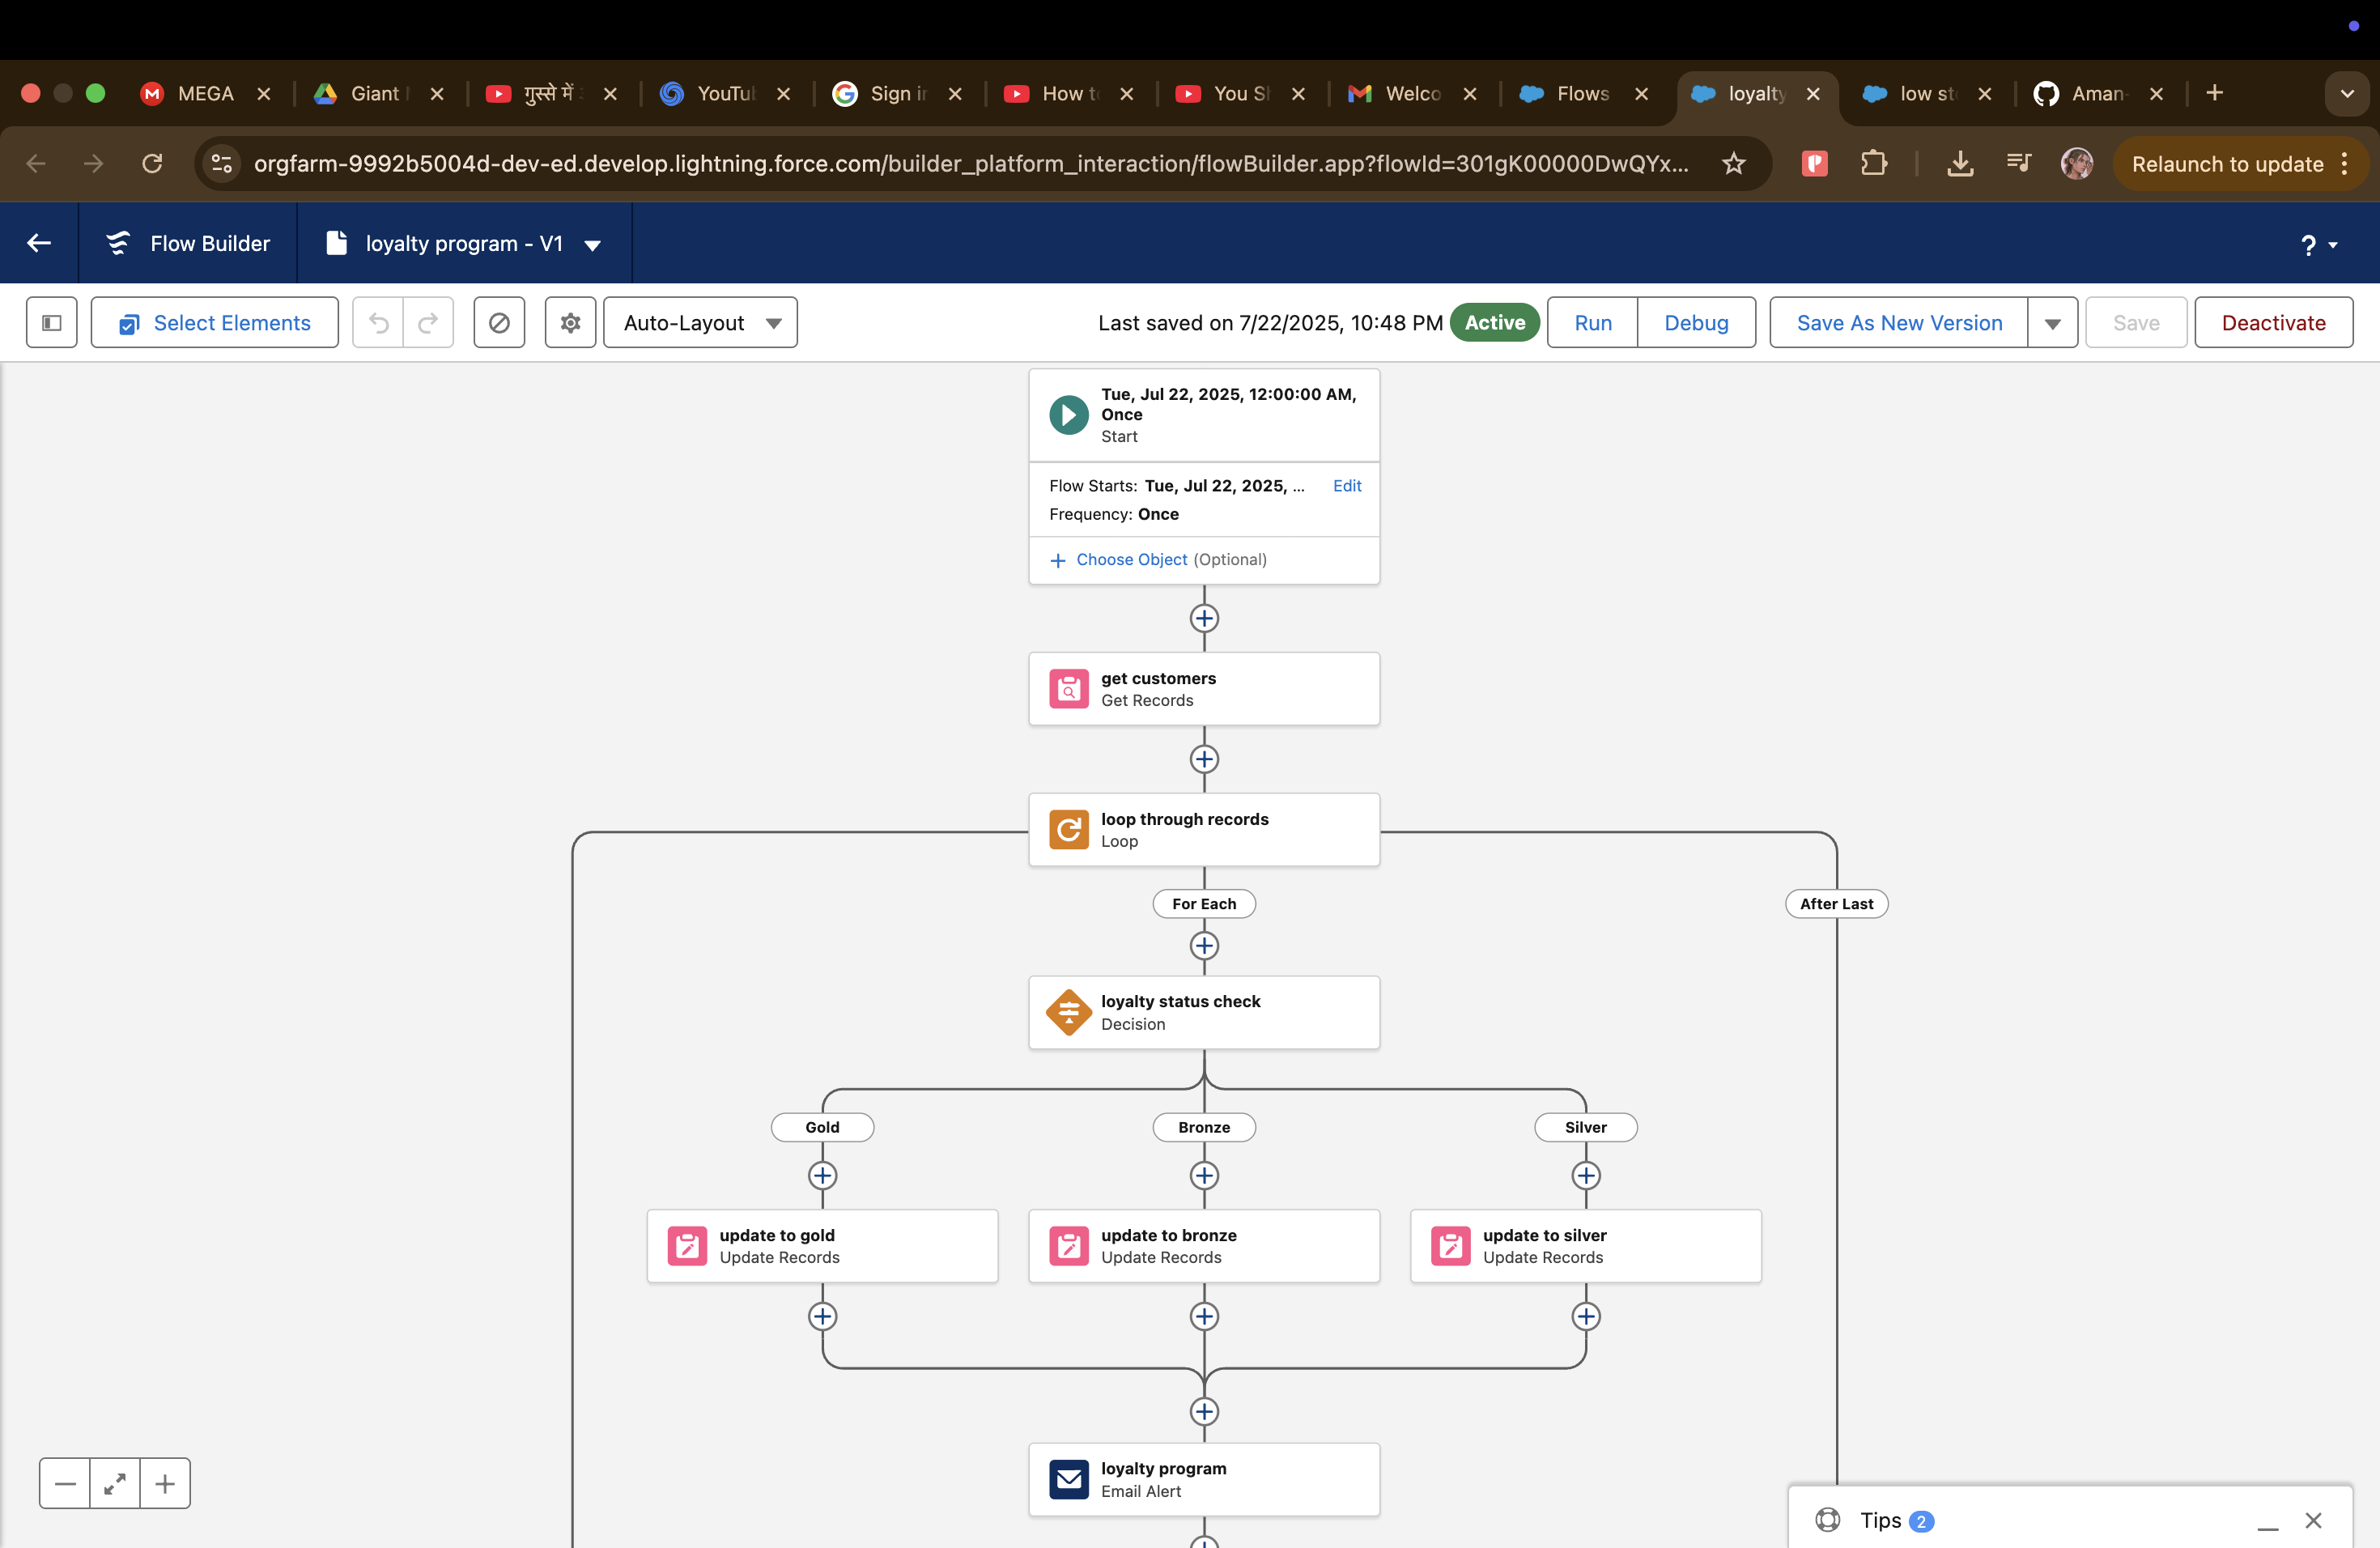 MEGA
Giant
गुस्से में
YouTu
Sign in
How to
You S
Welco
Flows
loyalty
low st
Aman-
orgfarm-9992b5004d-dev-ed.develop.lightning.force.com/builder_platform_interaction/flowBuilder.app?flowId=301gK00000DwQYx...
Relaunch to update
Flow Builder
loyalty program - V1
?
Select Elements
Auto-Layout
Last saved on 7/22/2025, 10:48 PM
Active
Run
Debug
Save As New Version
Save
Deactivate
Tue, Jul 22, 2025, 12:00:00 AM,
Once
Start
Flow Starts: Tue, Jul 22, 2025, ... Edit
Frequency: Once
Choose Object (Optional)
get customers
Get Records
loop through records
Loop
For Each
After Last
loyalty status check
Decision
Gold
Bronze
Silver
update to gold
Update Records
update to bronze
Update Records
update to silver
Update Records
loyalty program
Email Alert
Tips 2